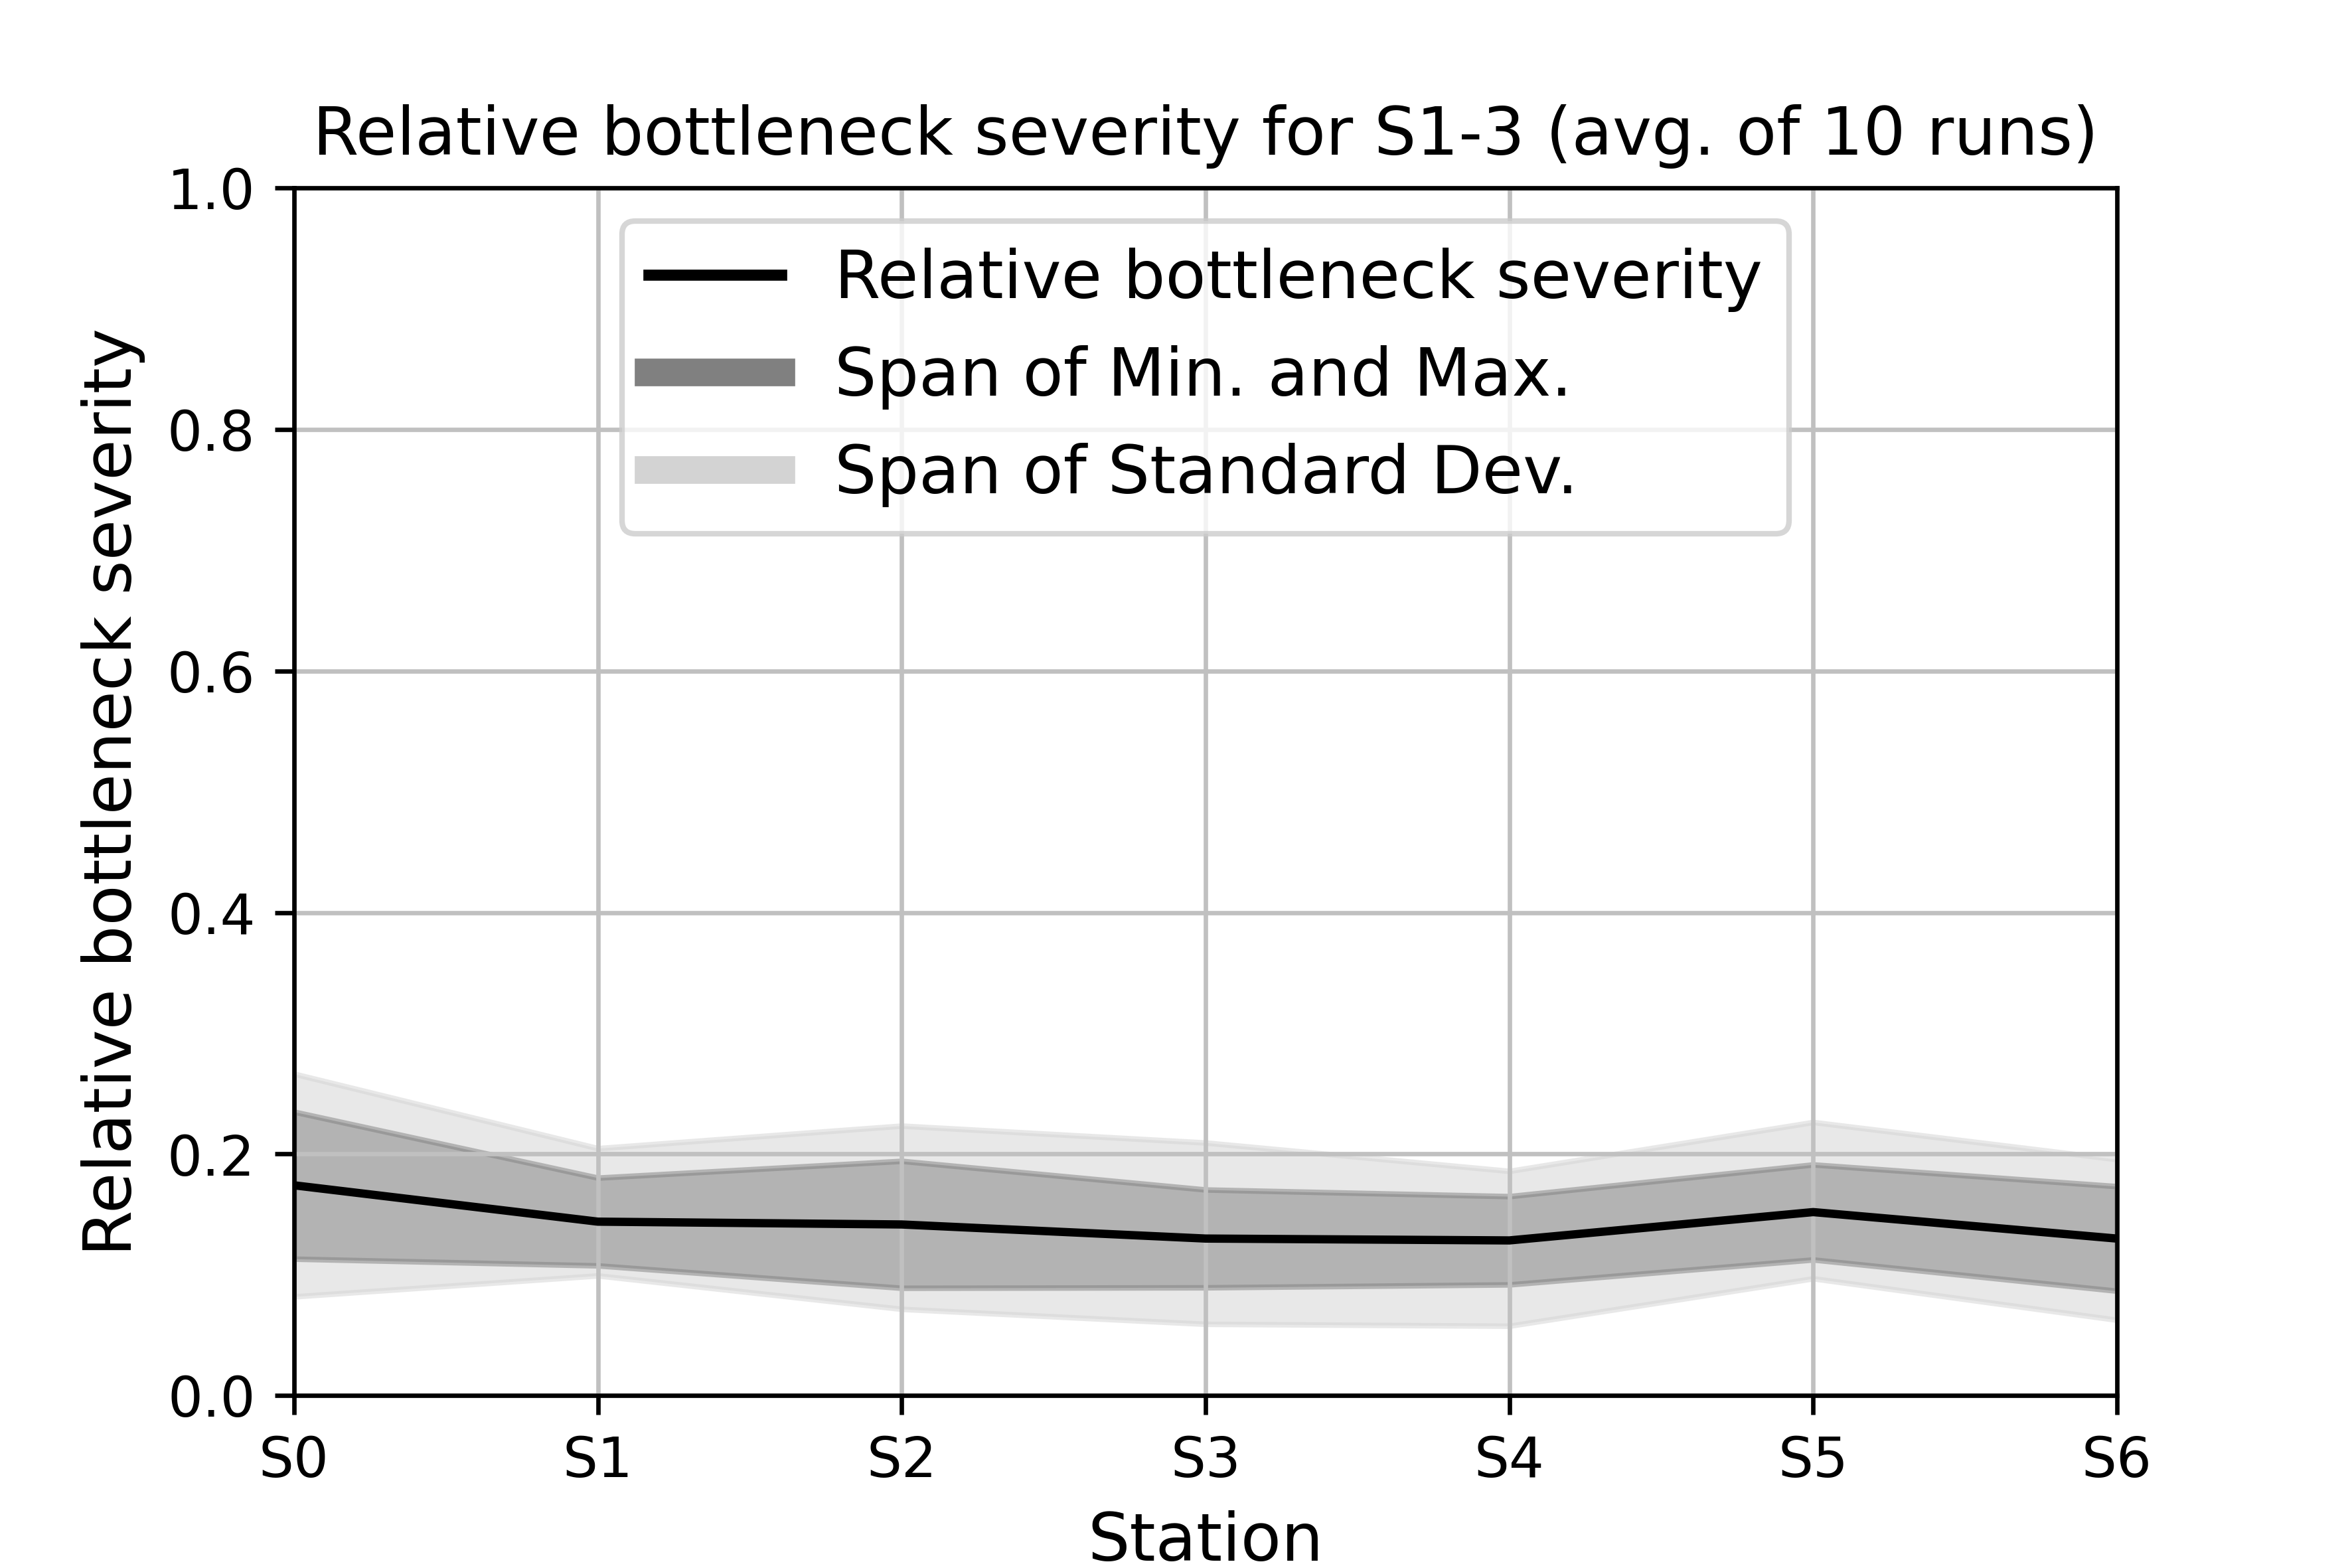 Relative bottleneck severity for S1-3 (avg. of 10 runs)
Relative bottleneck severity
Span of Min. and Max.
Span of Standard Dev.
Relative bottleneck severity
1.0
0.8
0.6
0.4
0.2
0.0
S0 S1 S2 S3 S4 S5 S6
Station